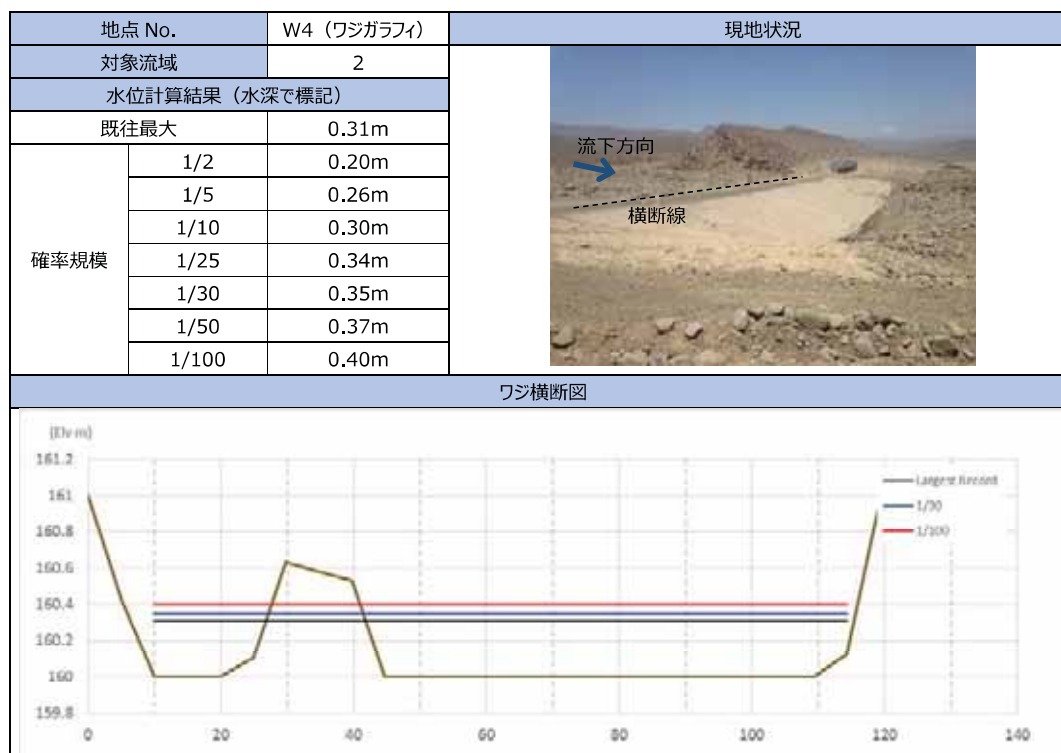 地点 No. W4（ワジガラフィ） 現地状況
対象流域 2
水位計算結果（水深で標記）
既往最大 0.31m
確率規模
1/2 0.20m
1/5 0.26m
1/10 0.30m
1/25 0.34m
1/30 0.35m
1/50 0.37m
1/100 0.40m
流下方向
横断線
ワジ横断図
(Elv m)
161.2
161
160.8
160.6
160.4
160.2
160
159.8
0 20 40 60 80 100 120 140
Largest Record
1/30
1/100